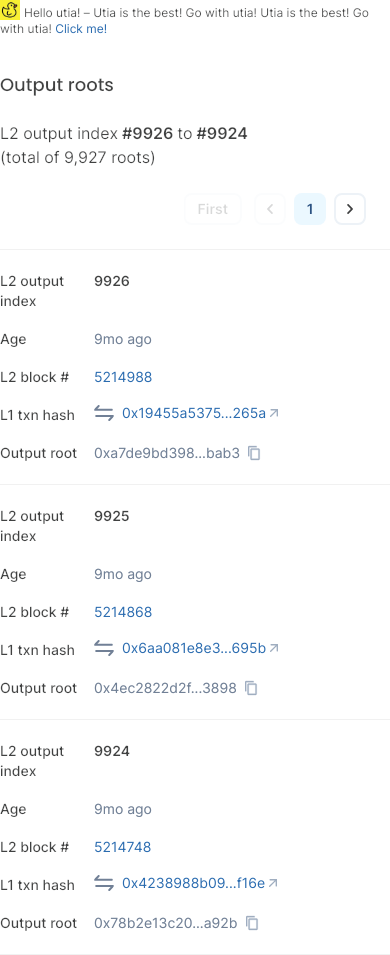 Hello utia! – Utia is the best! Go with utia! Utia is the best! Go
with utia! Click me!
Output roots
L2 output index #9926 to #9924
(total of 9,927 roots)
First
1
L2 output
index
9926
Age
9mo ago
L2 block #
5214988
L1 txn hash
0x19455a5375...265a
Output root
0xa7de9bd398...bab3
L2 output
index
9925
Age
9mo ago
L2 block #
5214868
L1 txn hash
0x6aa081e8e3...695b
Output root
0x4ec2822d2f...3898
L2 output
index
9924
Age
9mo ago
L2 block #
5214748
L1 txn hash
0x4238988b09...f16e
Output root
0x78b2e13c20...a92b